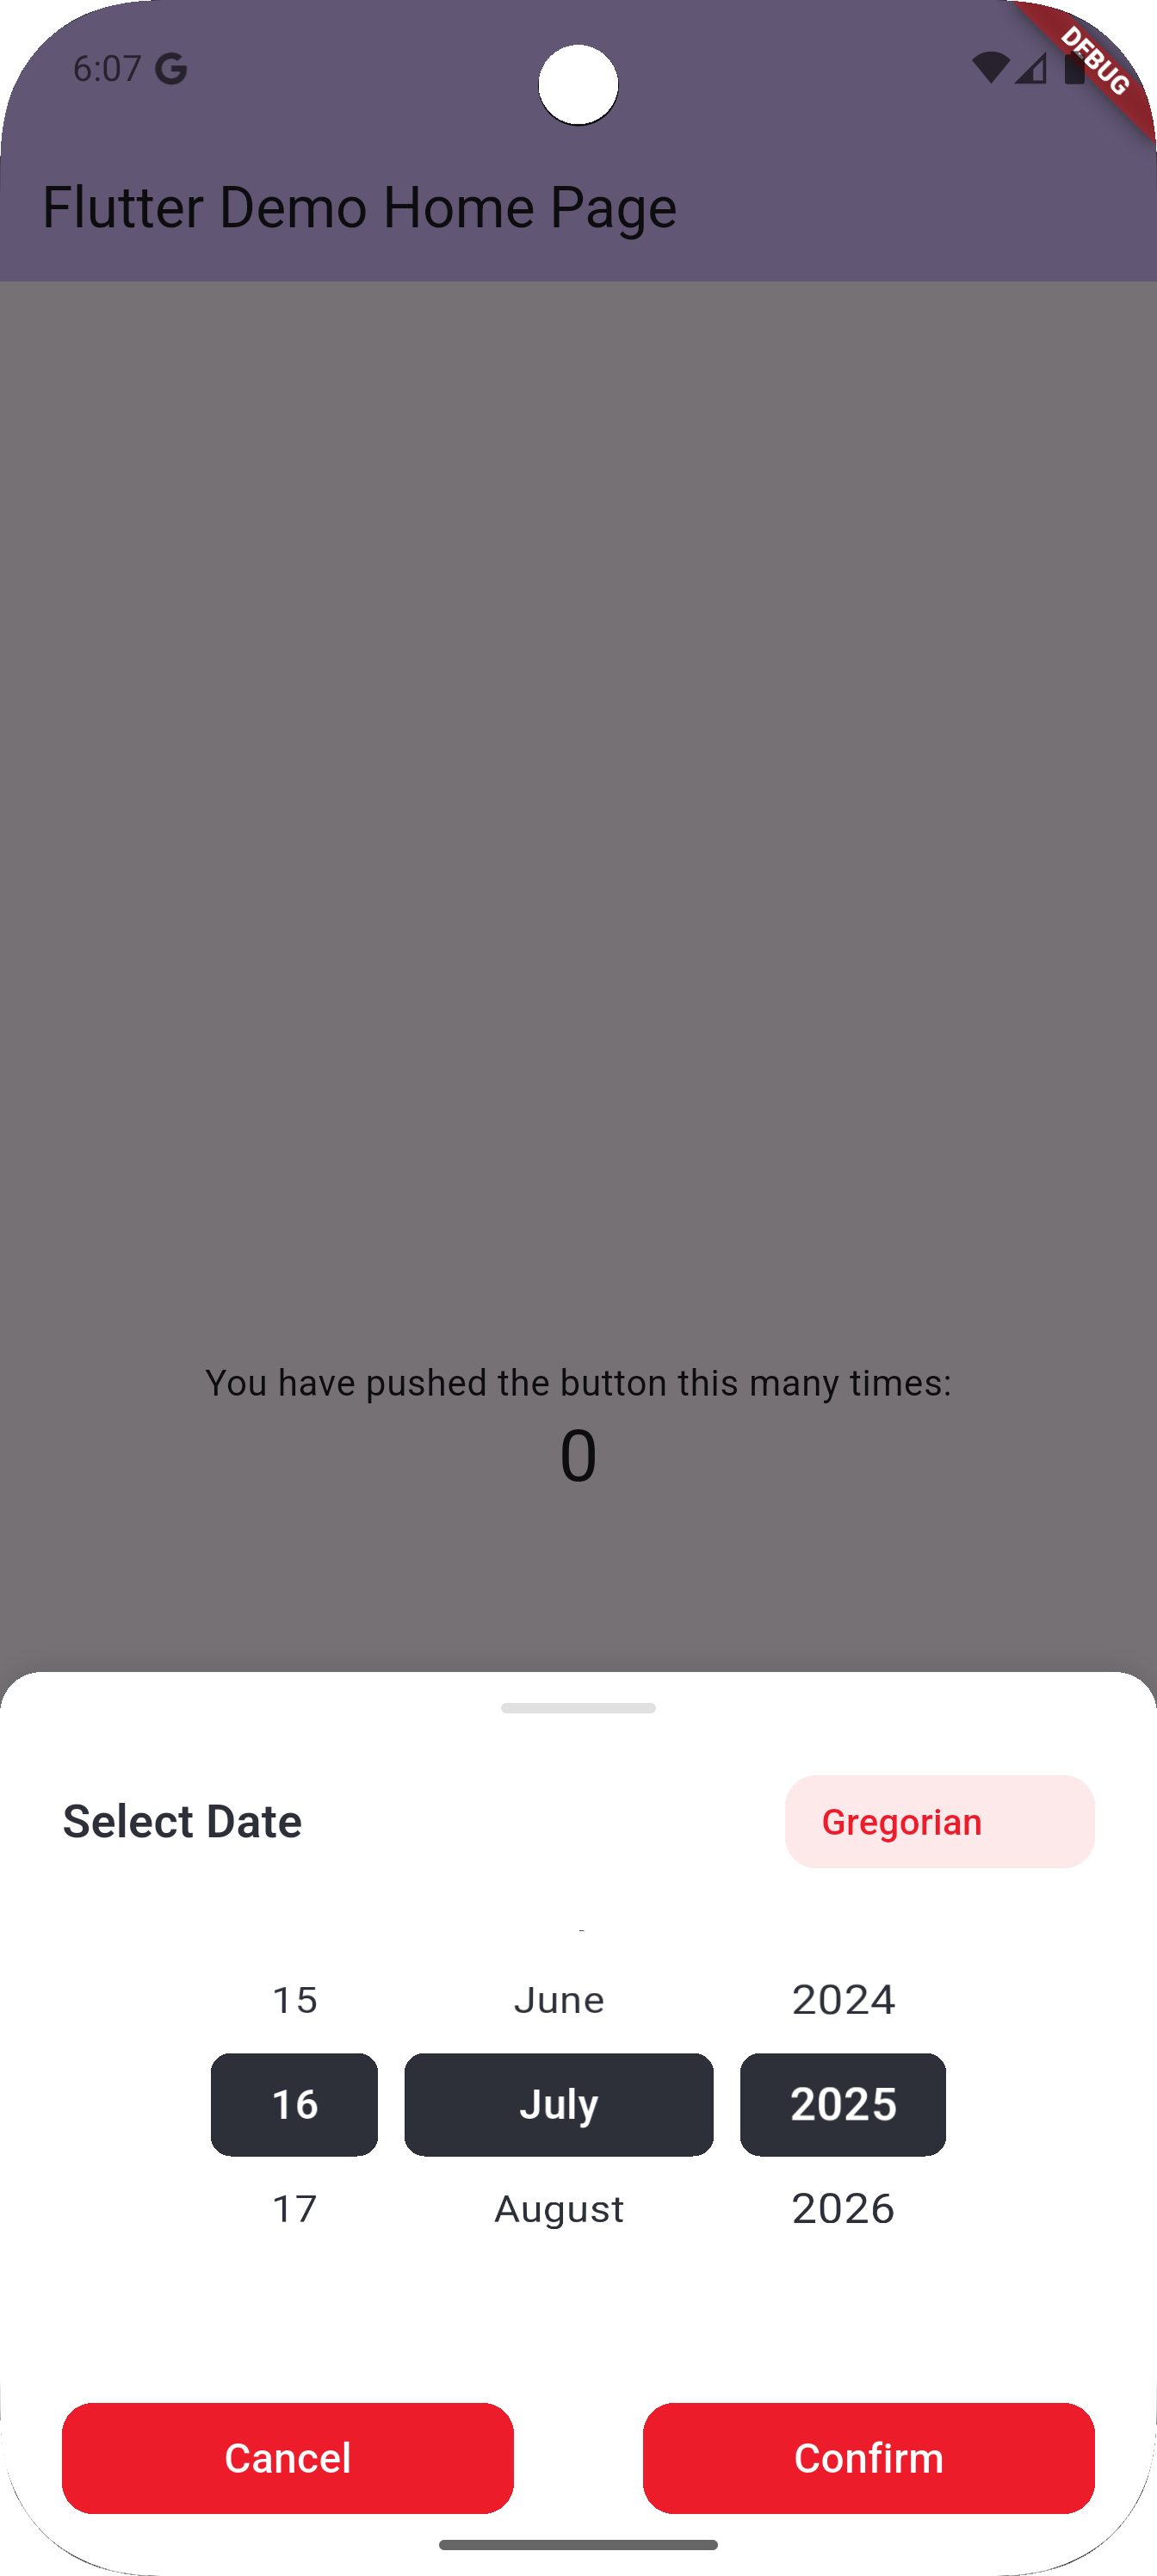 6:07 G
DEBUG
Flutter Demo Home Page
You have pushed the button this many times:
0
Select Date
Gregorian
15 June 2024
16 July 2025
17 August 2026
Cancel
Confirm